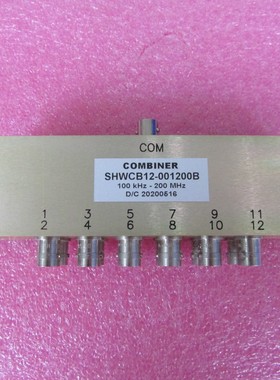 COM
COMBINER
SHWCB12-001200B
100 kHz - 200 MHz
D/C 20200516
1 3 5 7 9 11
2 4 6 8 10 12